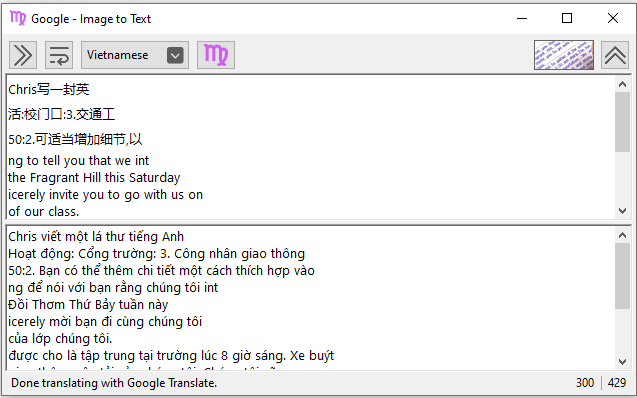 Google - Image to Text
Vietnamese
Chris写一封英
活:校门口:3.交通工
50:2.可适当增加细节,以
ng to tell you that we int
the Fragrant Hill this Saturday
icerely invite you to go with us on
of our class.
Chris viết một lá thư tiếng Anh
Hoạt động: Cổng trường: 3. Công nhân giao thông
50:2. Bạn có thể thêm chi tiết một cách thích hợp vào
ng để nói với bạn rằng chúng tôi int
Đồi Thơm Thứ Bảy tuần này
icerely mời bạn đi cùng chúng tôi
của lớp chúng tôi.
được cho là tập trung tại trường lúc 8 giờ sáng. Xe buýt
Done translating with Google Translate.
300
429